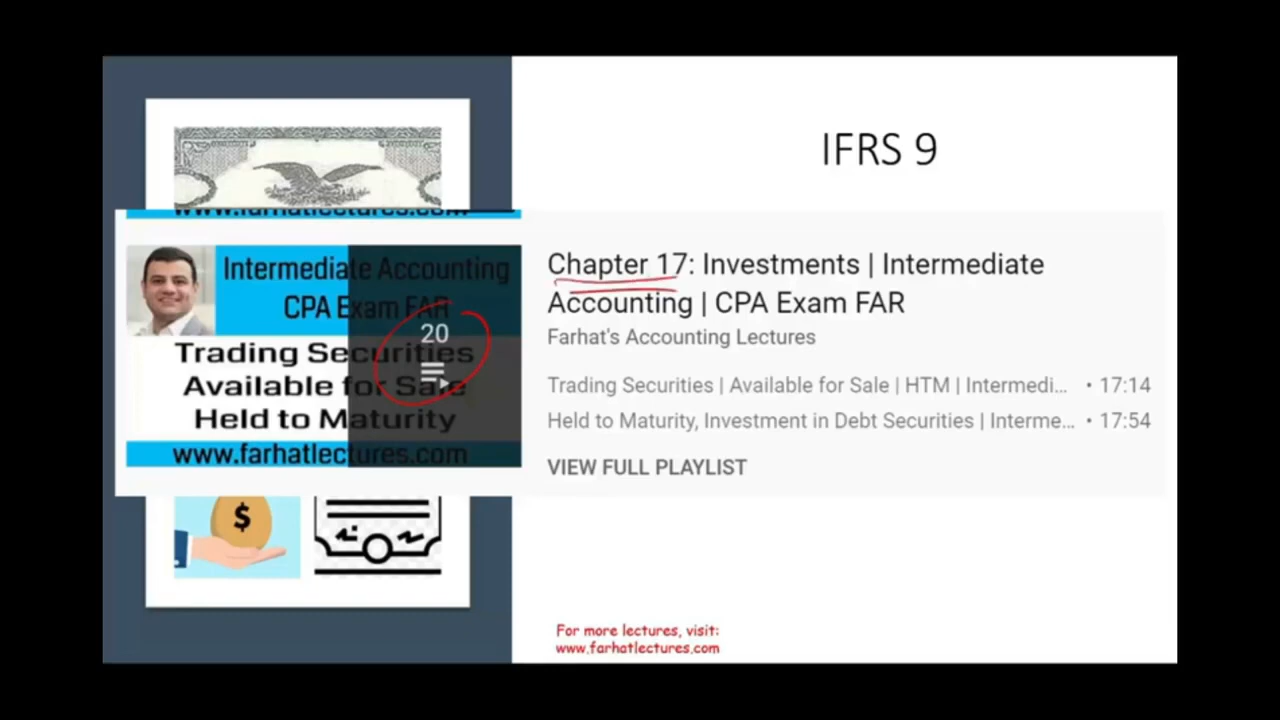 IFRS 9
www.farhatlectures.com
Intermediate Accounting
CPA Exam FAR
20
Trading Securities
Available for Sale
Held to Maturity
www.farhatlectures.com
Chapter 17: Investments | Intermediate
Accounting | CPA Exam FAR
Farhat's Accounting Lectures
Trading Securities | Available for Sale | HTM | Intermedi... • 17:14
Held to Maturity, Investment in Debt Securities | Interme... • 17:54
VIEW FULL PLAYLIST
$
For more lectures, visit:
www.farhatlectures.com